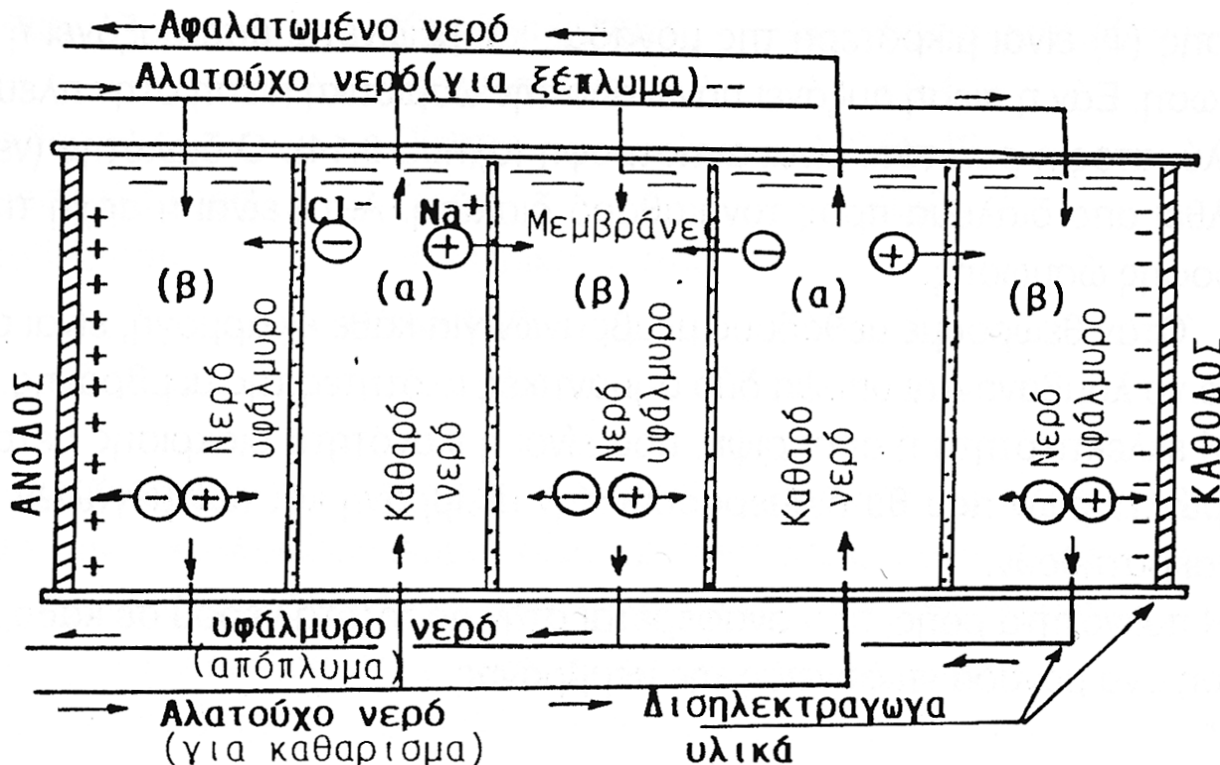 Αφαλατωμένο νερό
Αλατούχο νερό(για ξέπλυμα)--
Cl⁻ Na⁺ Μεμβράνες
(β) (α) (β) (α) (β)
ΑΝΟΔΟΣ
Νερό
υφάλμυρο
Καθαρό
νερό
Νερό
υφάλμυρο
Καθαρό
νερό
Νερό
υφάλμυρο
ΚΑΘΟΔΟΣ
υφάλμυρο νερό
(απόπλυμα)
Αλατούχο νερό
(για καθαρισμα)
Δισηλεκτραγωγα
υλικά